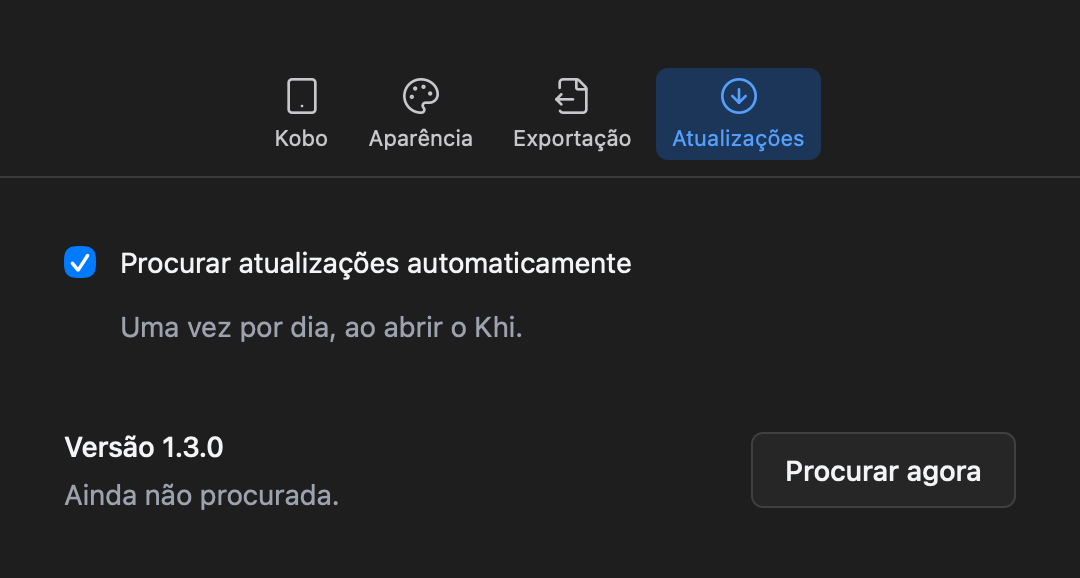 Kobo
Aparência
Exportação
Atualizações
Procurar atualizações automaticamente
Uma vez por dia, ao abrir o Khi.
Versão 1.3.0
Ainda não procurada.
Procurar agora